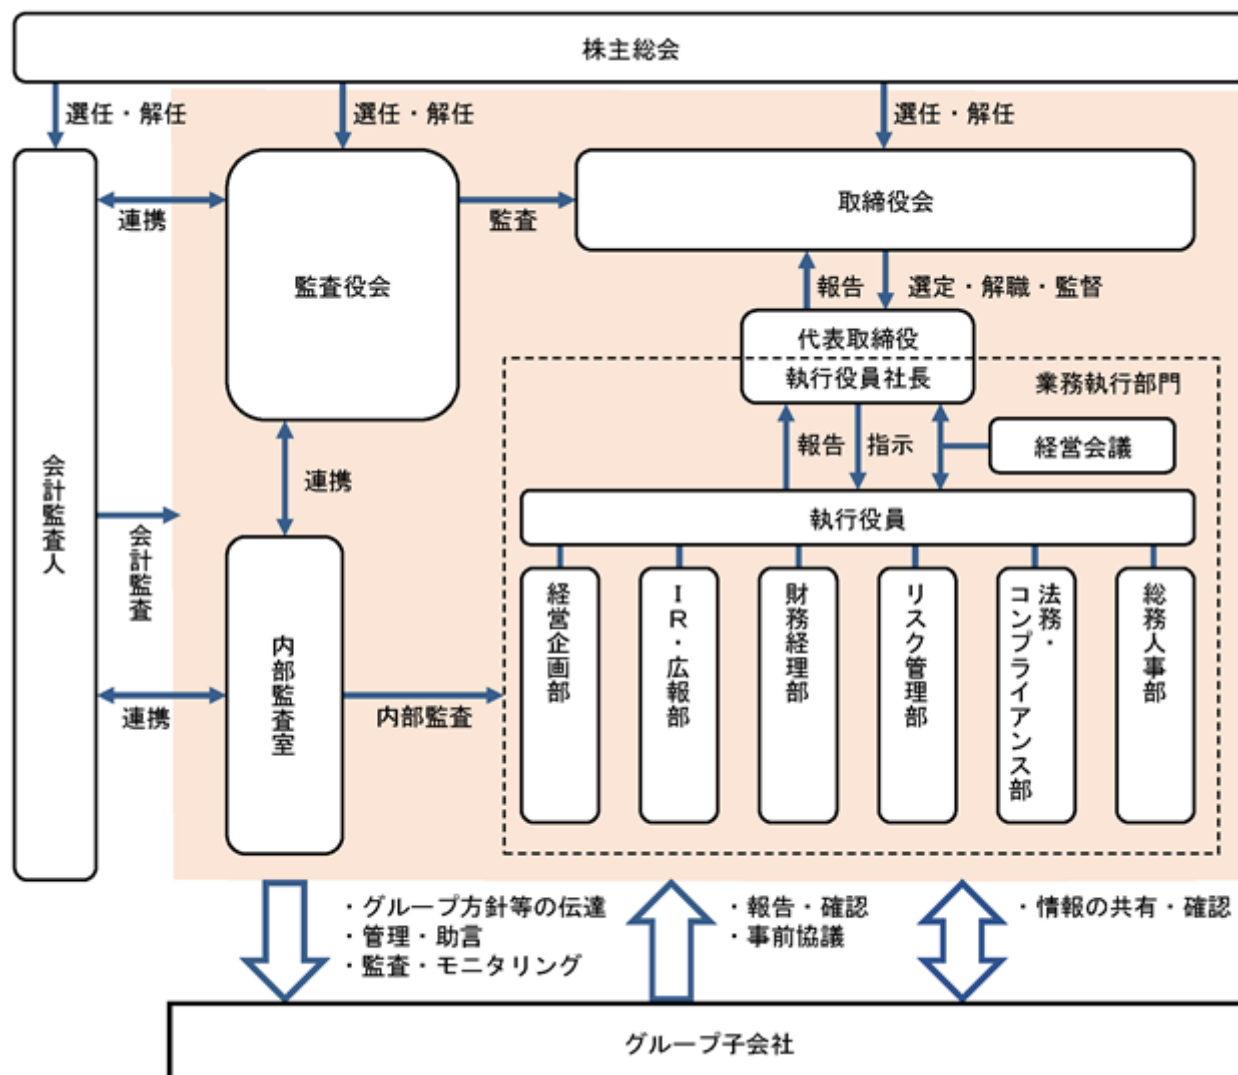 株主総会
選任・解任
選任・解任
選任・解任
連携
監査役会
監査
取締役会
報告
選定・解職・監督
代表取締役
執行役員社長
業務執行部門
報告
指示
経営会議
執行役員
会計監査人
会計監査
連携
連携
内部監査室
内部監査
経営企画部
IR・広報部
財務経理部
リスク管理部
法務・
コンプライアンス部
総務人事部
・グループ方針等の伝達
・管理・助言
・監査・モニタリング
・報告・確認
・事前協議
・情報の共有・確認
グループ子会社